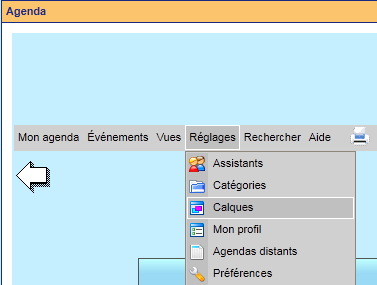 Agenda
Mon agenda Événements Vues Réglages Rechercher Aide
Assistants
Catégories
Calques
Mon profil
Agendas distants
Préférences